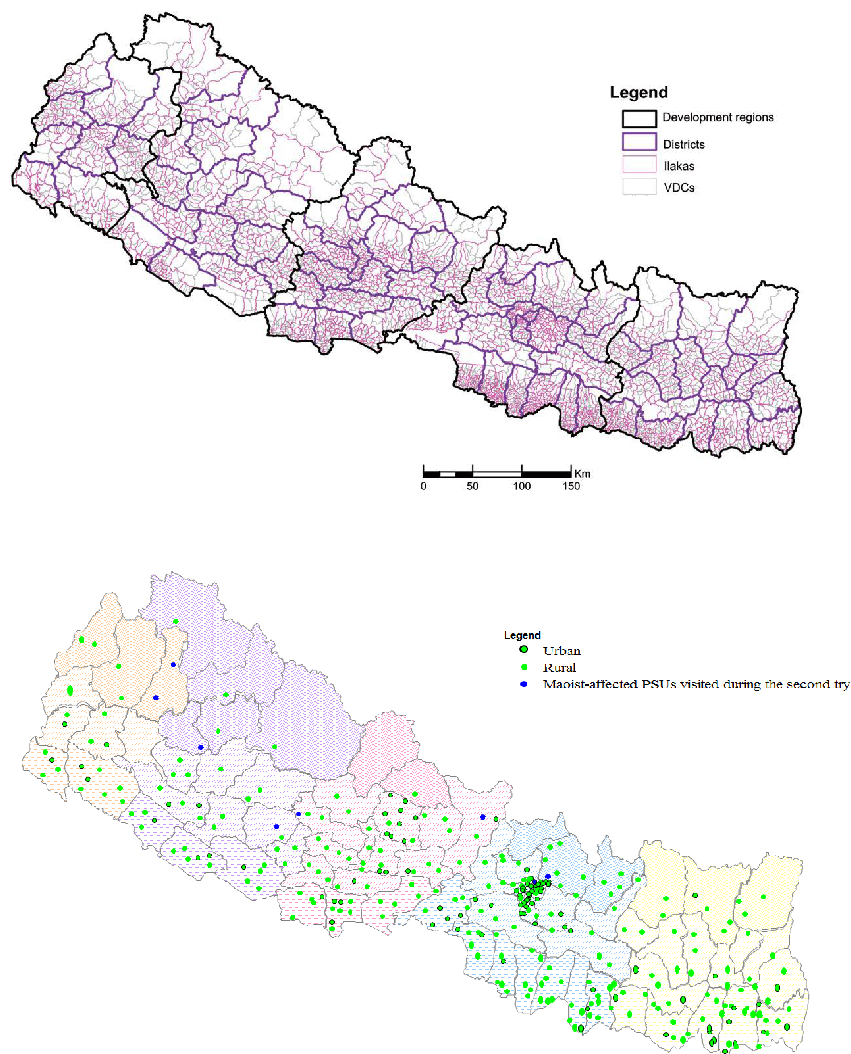 Legend
Development regions
Districts
Ilakas
VDCs
Km
0 50 100 150
Legend
Urban
Rural
Maoist-affected PSUs visited during the second try